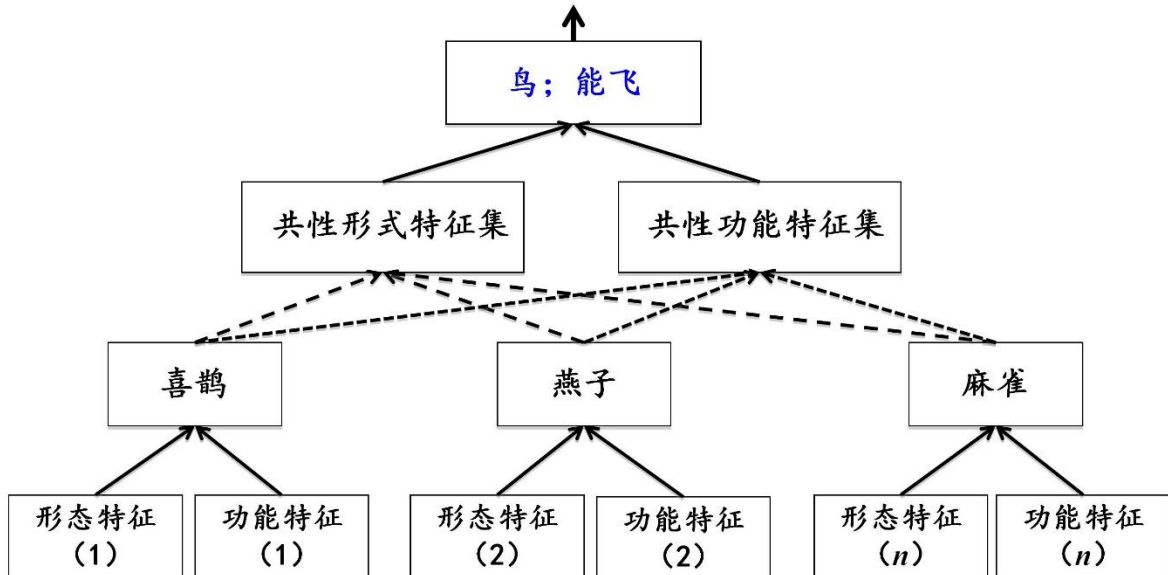 鸟；能飞
共性形式特征集
共性功能特征集
喜鹊
燕子
麻雀
形态特征
（1）
功能特征
（1）
形态特征
（2）
功能特征
（2）
形态特征
（n）
功能特征
（n）